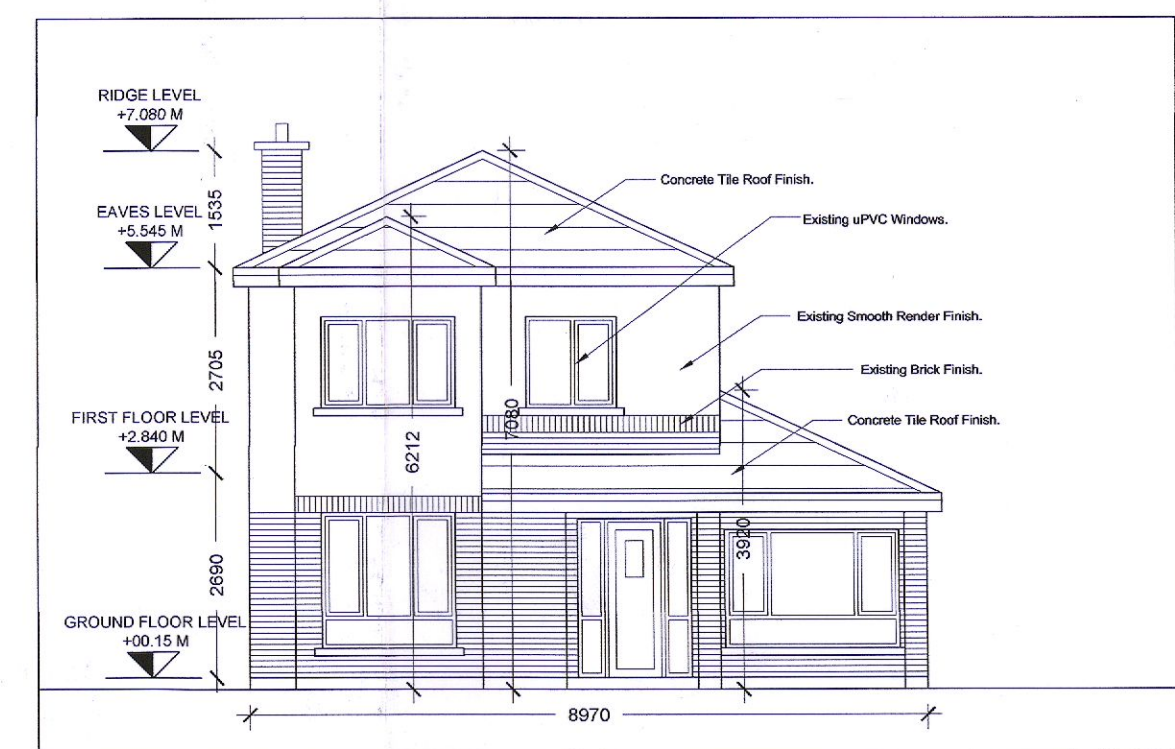 RIDGE LEVEL
+7.080 M
EAVES LEVEL
+5.545 M
FIRST FLOOR LEVEL
+2.840 M
GROUND FLOOR LEVEL
+00.15 M
1535
2705
2690
6212
7080
3920
8970
Concrete Tile Roof Finish.
Existing uPVC Windows.
Existing Smooth Render Finish.
Existing Brick Finish.
Concrete Tile Roof Finish.